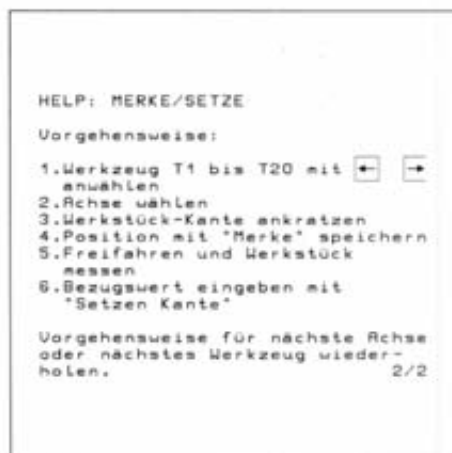 HELP: MERKE/SETZE
Vorgehensweise:
1.Werkzeug T1 bis T20 mit ← →
anwählen
2.Achse wählen
3.Werkstück-Kante ankratzen
4.Position mit "Merke" speichern
5.Freifahren und Werkstück
messen
6.Bezugswert eingeben mit
"Setzen Kante"
Vorgehensweise für nächste Achse
oder nächstes Werkzeug wieder-
holen. 2/2